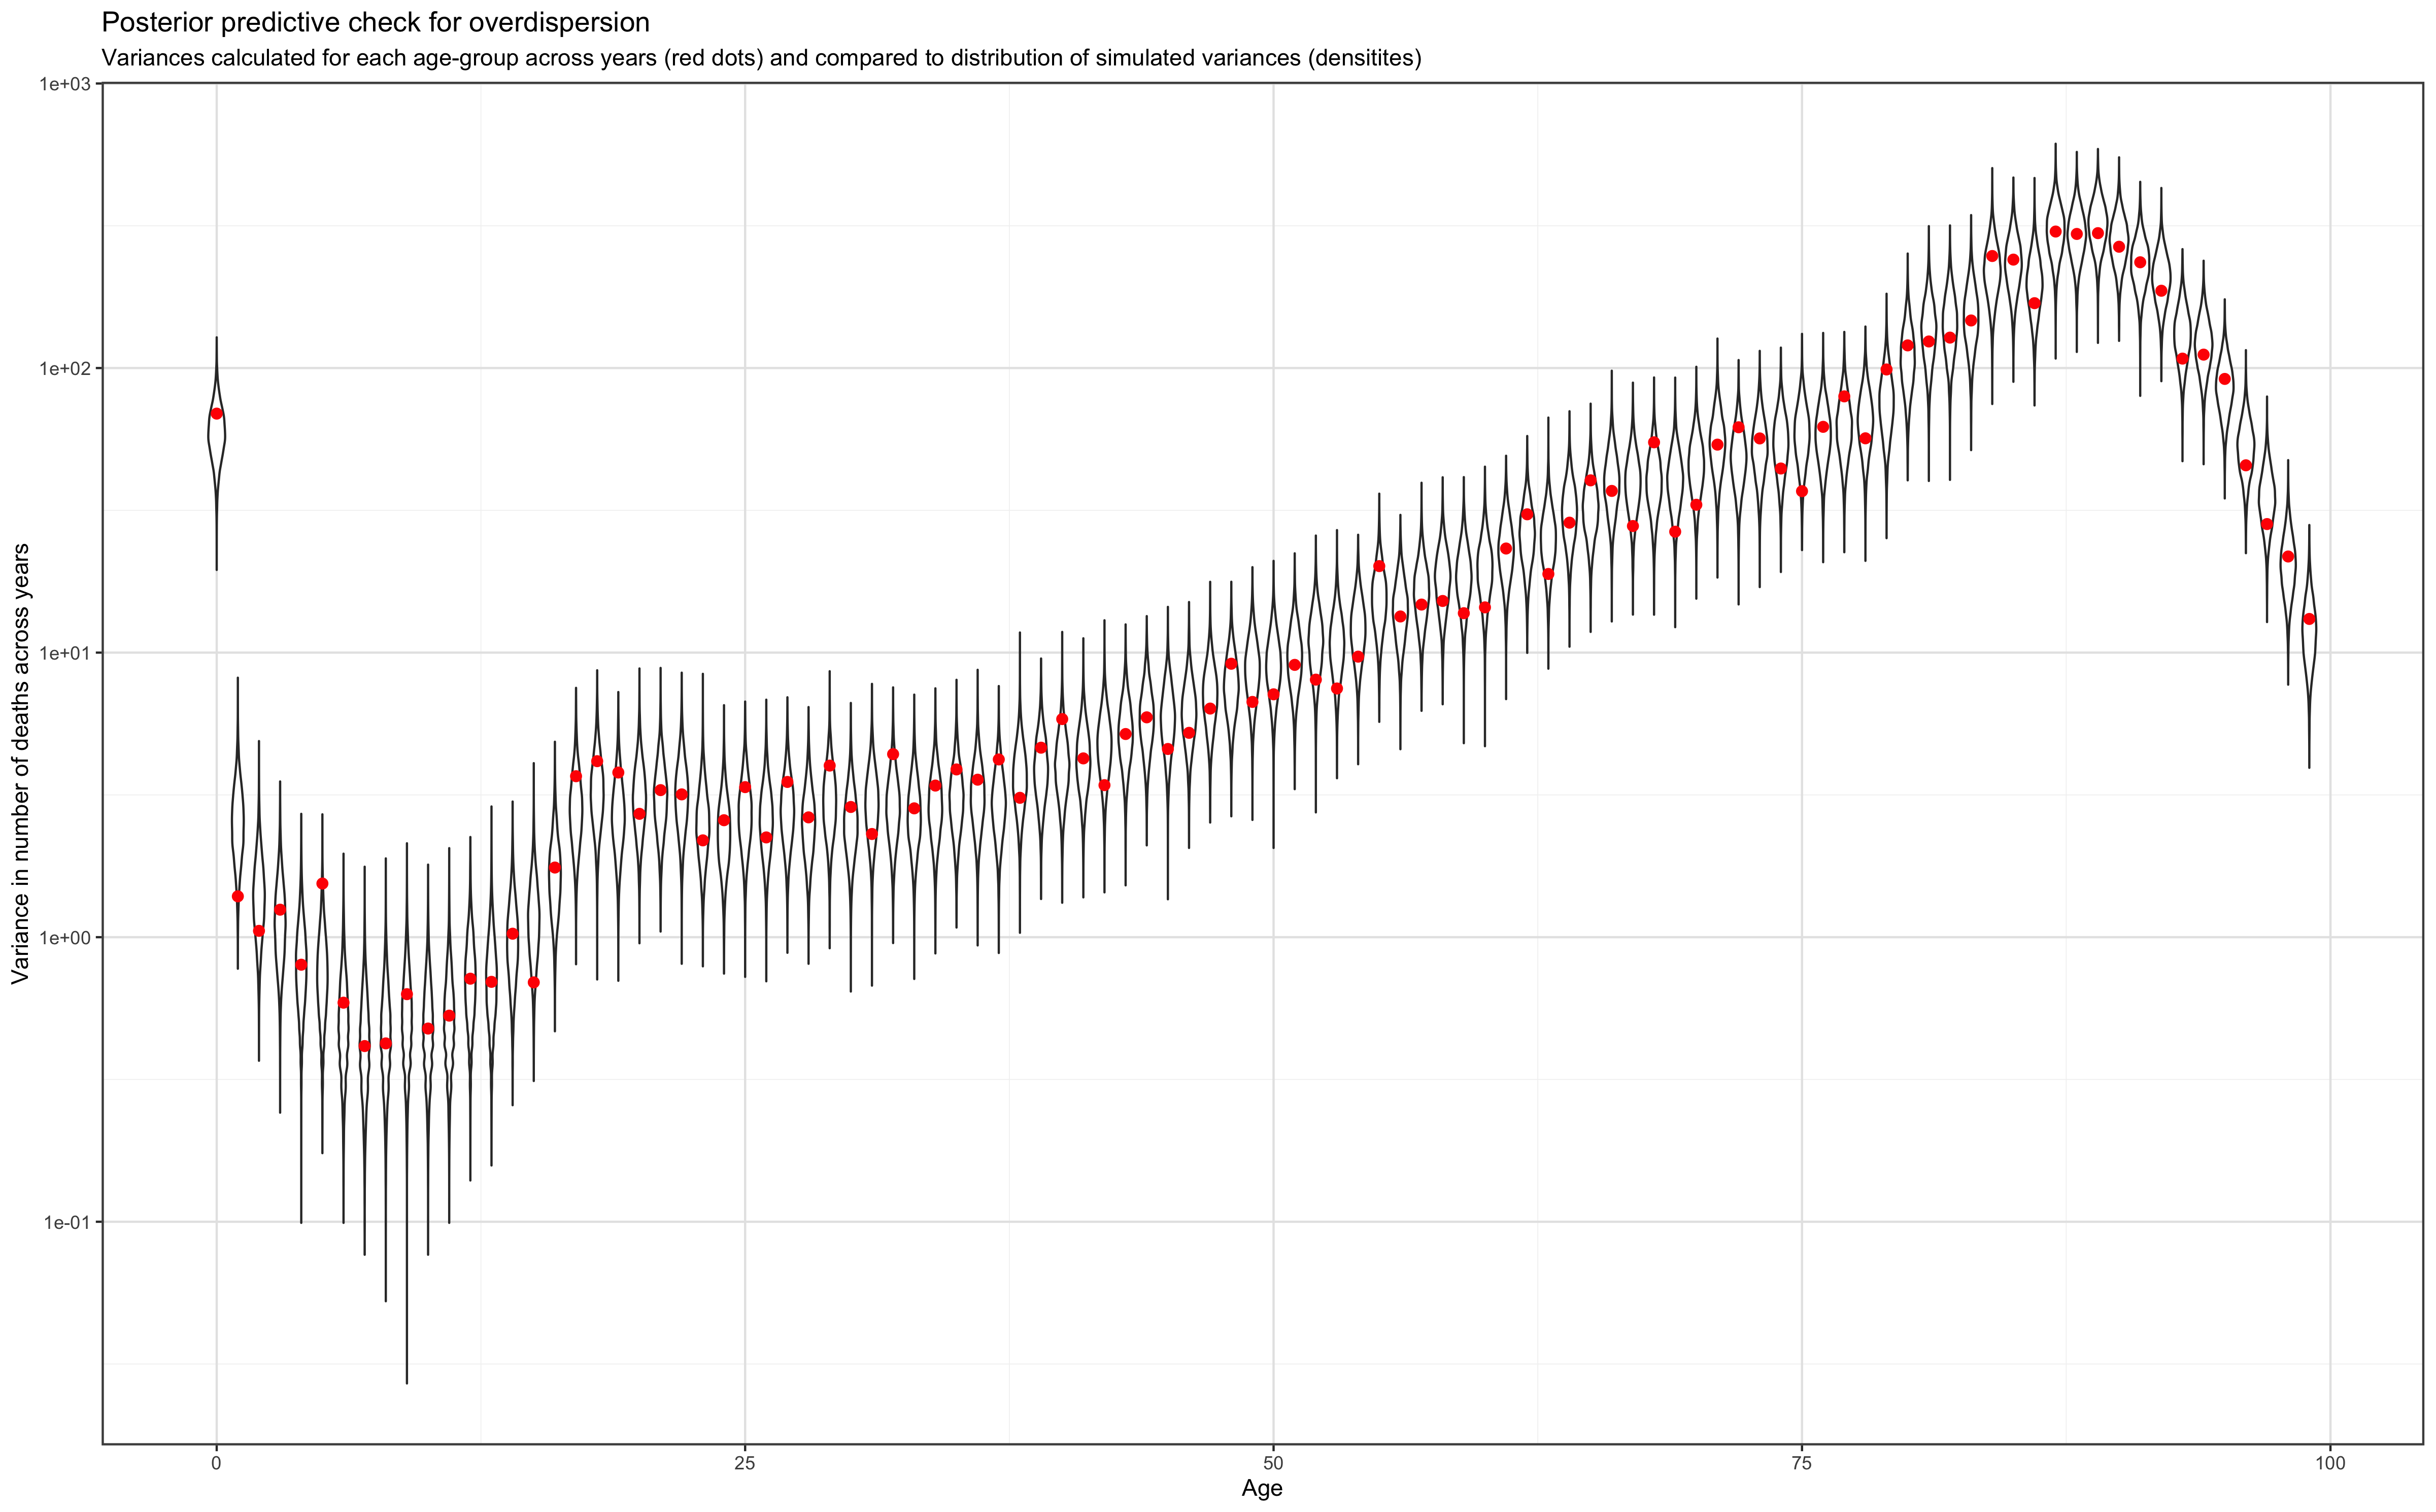 Posterior predictive check for overdispersion
Variances calculated for each age-group across years (red dots) and compared to distribution of simulated variances (densitites)
Variance in number of deaths across years
1e+03
1e+02
1e+01
1e+00
1e-01
0
25
50
75
100
Age